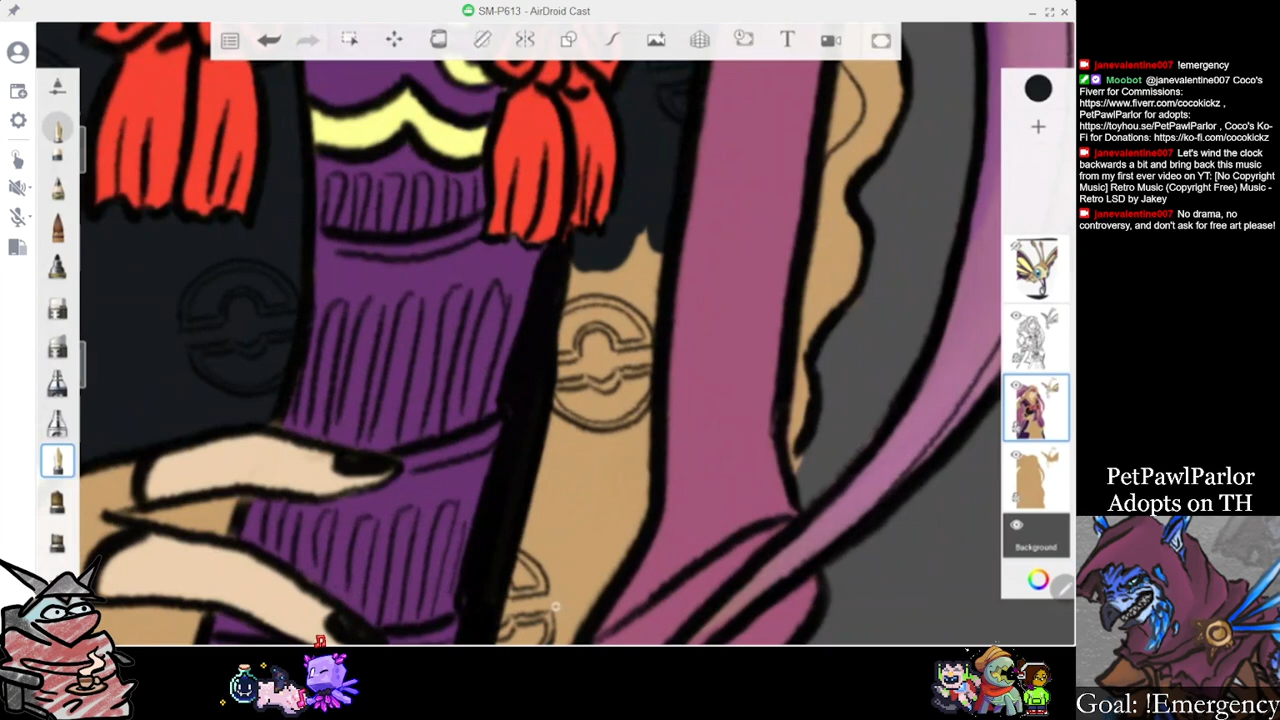 SM-P613 - AirDroid Cast
T
Background
janevalentine007 !emergency
Moobot @janevalentine007 Coco's
Fiverr for Commissions:
https://www.fiverr.com/cocokickz ,
PetPawlParlor for adopts:
https://toyhou.se/PetPawlParlor , Coco's Ko-
Fi for Donations: https://ko-fi.com/cocokickz
janevalentine007 Let's wind the clock
backwards a bit and bring back this music
from my first ever video on YT: [No Copyright
Music] Retro Music (Copyright Free) Music -
Retro LSD by Jakey
janevalentine007 No drama, no
controversy, and don't ask for free art please!
PetPawlParlor
Adopts on TH
Goal: !Emergency